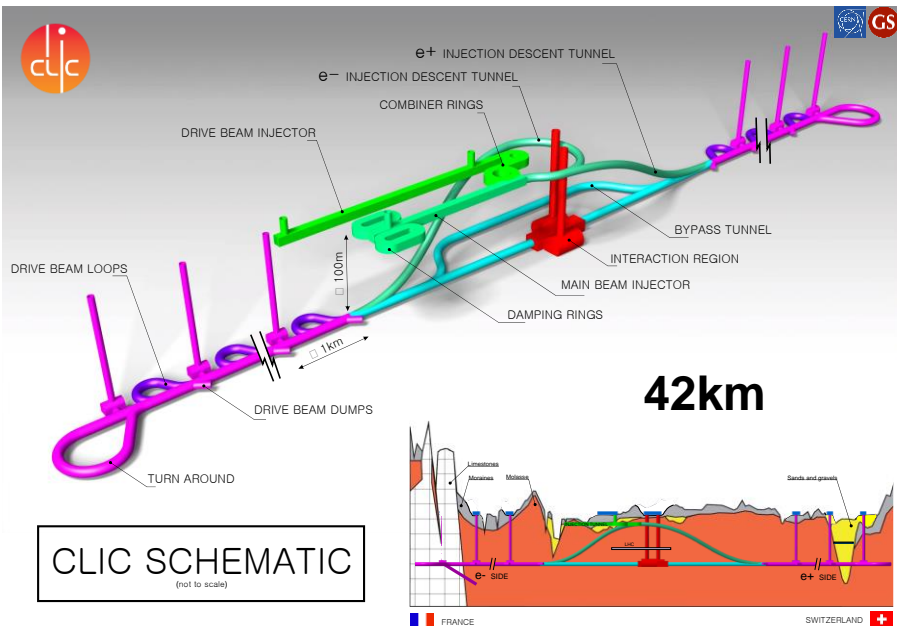 clic
CERN
GS
e+ INJECTION DESCENT TUNNEL
e− INJECTION DESCENT TUNNEL
COMBINER RINGS
DRIVE BEAM INJECTOR
BYPASS TUNNEL
INTERACTION REGION
MAIN BEAM INJECTOR
DAMPING RINGS
□ 100m
DRIVE BEAM LOOPS
□ 1km
DRIVE BEAM DUMPS
TURN AROUND
42km
CLIC SCHEMATIC
(not to scale)
Limestones
Moraines
Molasse
Sands and gravels
LHC
e- SIDE
e+ SIDE
FRANCE
SWITZERLAND